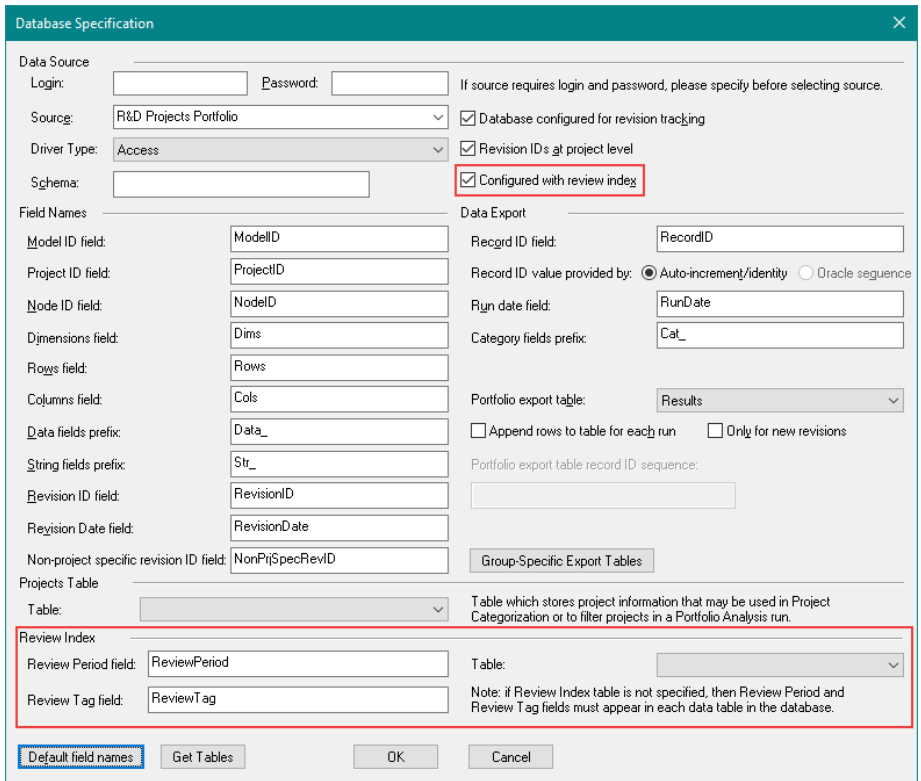 Database Specification
Data Source
Login:
Password:
If source requires login and password, please specify before selecting source.
Source: R&D Projects Portfolio
Database configured for revision tracking
Driver Type: Access
Revision IDs at project level
Schema:
Configured with review index
Field Names
Data Export
Model ID field: ModelID
Record ID field: RecordID
Project ID field: ProjectID
Record ID value provided by: Auto-increment/identity Oracle sequence
Node ID field: NodeID
Run date field: RunDate
Dimensions field: Dims
Category fields prefix: Cat_
Rows field: Rows
Columns field: Cols
Portfolio export table: Results
Data fields prefix: Data_
Append rows to table for each run Only for new revisions
String fields prefix: Str_
Portfolio export table record ID sequence:
Revision ID field: RevisionID
Revision Date field: RevisionDate
Non-project specific revision ID field: NonPrjSpecRevID
Group-Specific Export Tables
Projects Table
Table:
Table which stores project information that may be used in Project
Categorization or to filter projects in a Portfolio Analysis run.
Review Index
Review Period field: ReviewPeriod
Table:
Review Tag field: ReviewTag
Note: if Review Index table is not specified, then Review Period and
Review Tag fields must appear in each data table in the database.
Default field names
Get Tables
OK
Cancel